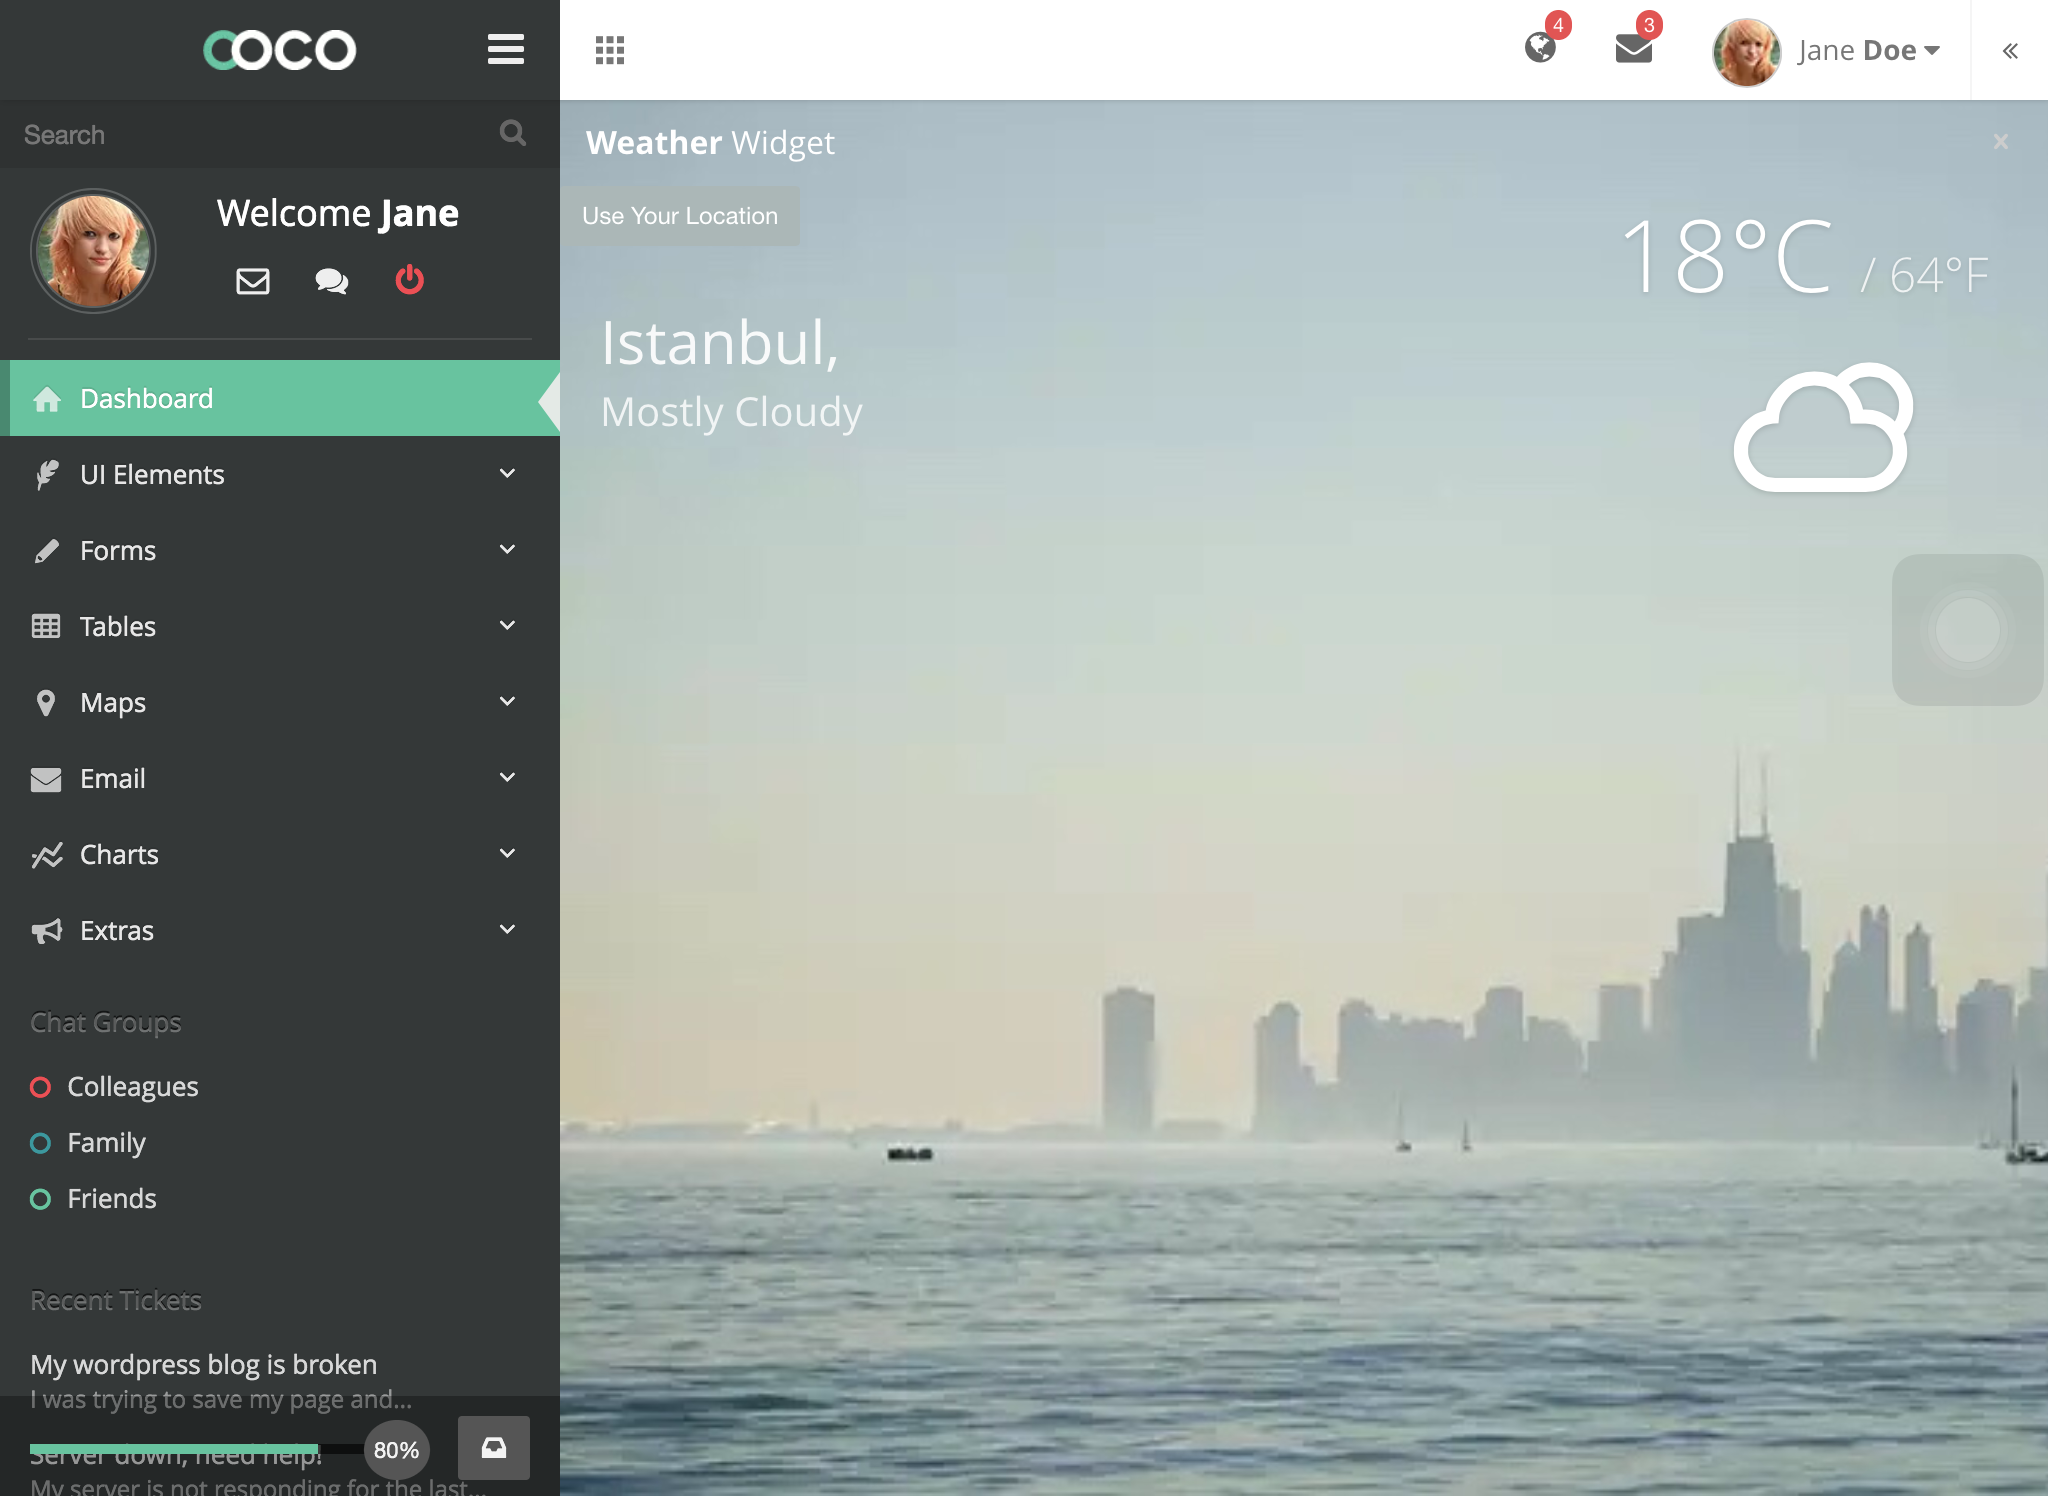 COCO
Search
Welcome Jane
Dashboard
UI Elements
Forms
Tables
Maps
Email
Charts
Extras
Chat Groups
Colleagues
Family
Friends
Recent Tickets
My wordpress blog is broken
I was trying to save my page and...
80%
Server down, need help!
My server is not responding for the last...
4
3
Jane Doe
Weather Widget
Use Your Location
18°C / 64°F
Istanbul,
Mostly Cloudy